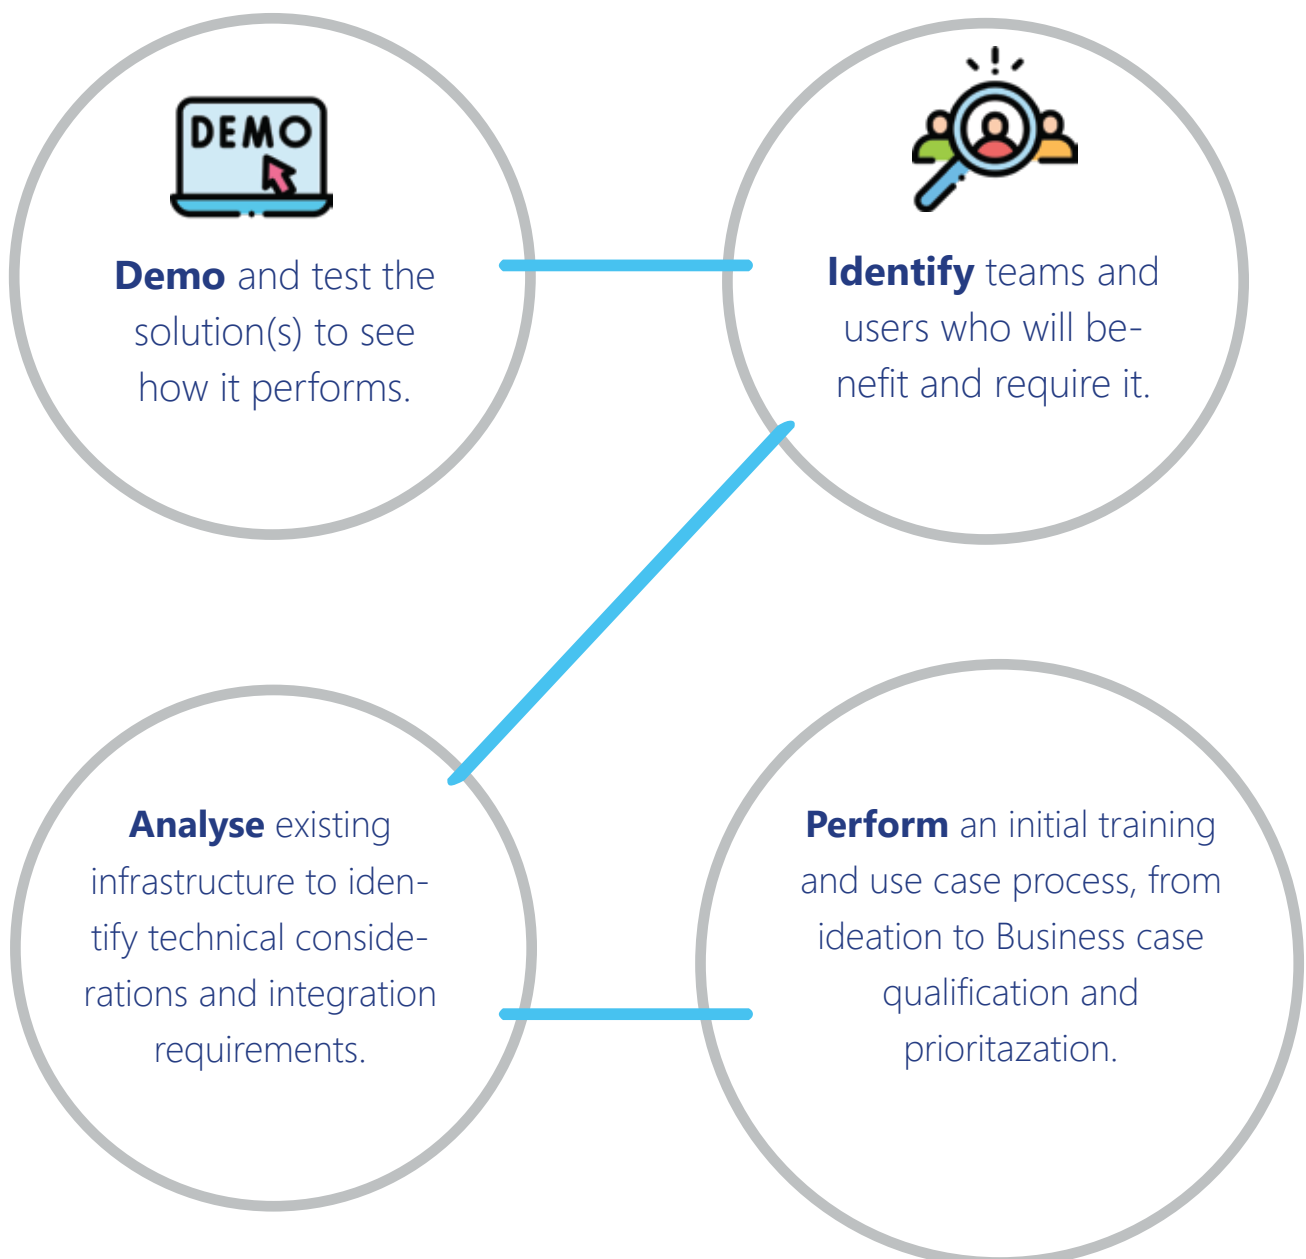 DEMO
Demo and test the
solution(s) to see
how it performs.
Identify teams and
users who will be-
nefit and require it.
Analyse existing
infrastructure to iden-
tify technical conside-
rations and integration
requirements.
Perform an initial training
and use case process, from
ideation to Business case
qualification and
prioritazation.